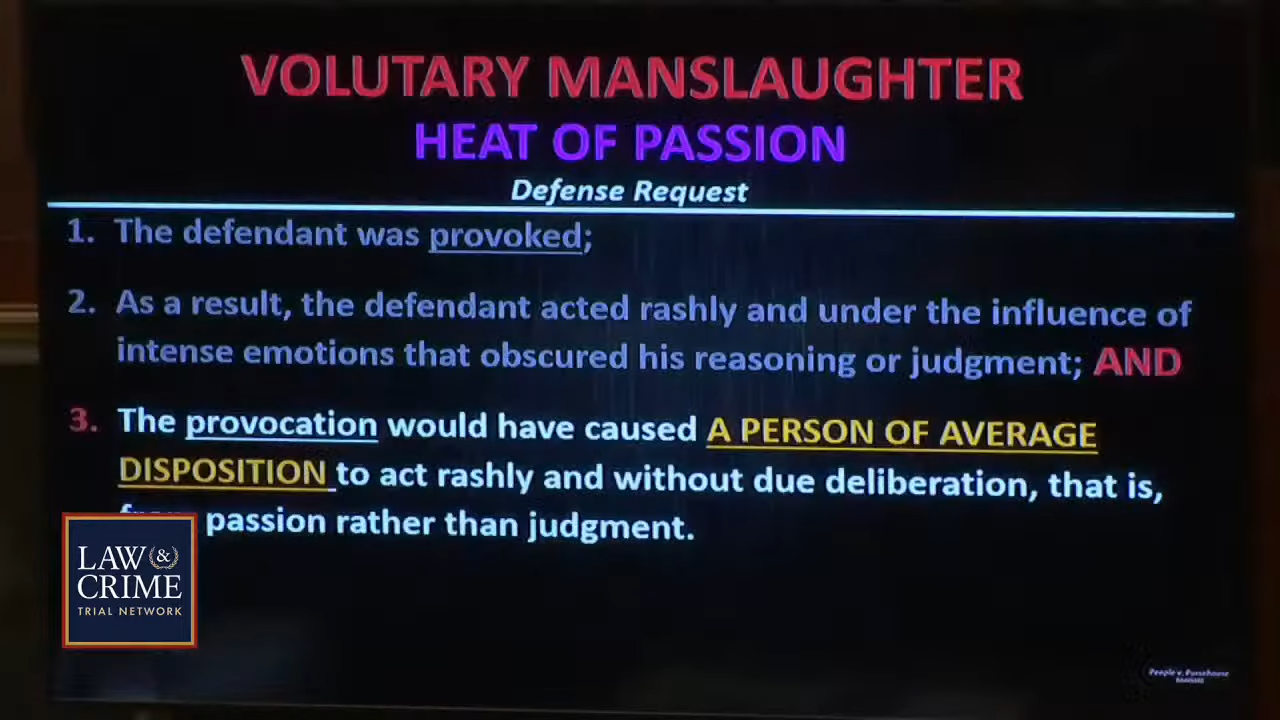 VOLUTARY MANSLAUGHTER
HEAT OF PASSION
Defense Request
1. The defendant was provoked;
2. As a result, the defendant acted rashly and under the influence of
intense emotions that obscured his reasoning or judgment; AND
3. The provocation would have caused A PERSON OF AVERAGE
DISPOSITION to act rashly and without due deliberation, that is,
passion rather than judgment.
LAW &
CRIME
TRIAL NETWORK
People v.